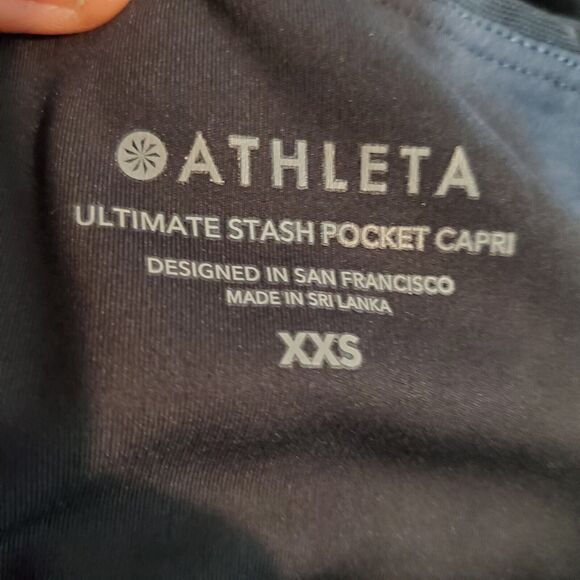 ATHLETA
ULTIMATE STASH POCKET CAPRI
DESIGNED IN SAN FRANCISCO
MADE IN SRI LANKA
XXS